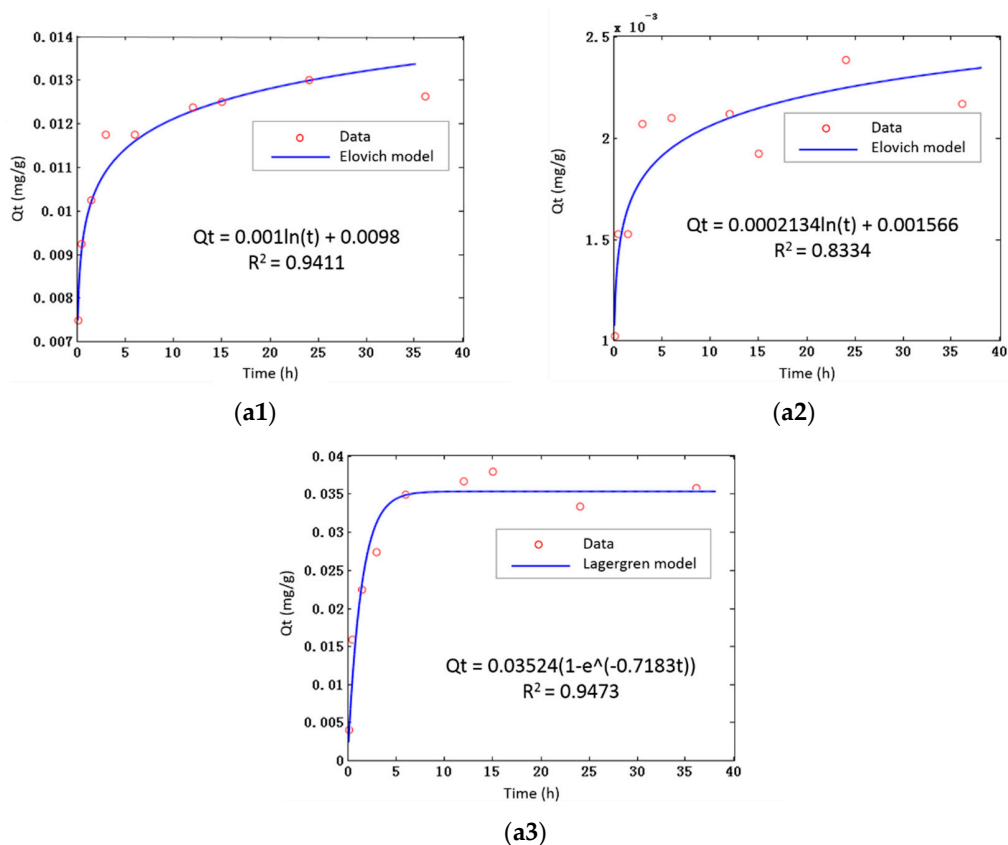 0. 014
0. 013
0. 012
0. 011
0. 01
0. 009
0. 008
0. 007
Qt (mg/g)
Data
Elovich model
Qt = 0.001ln(t) + 0.0098
R² = 0.9411
0 5 10 15 20 25 30 35 40
Time (h)
(a1)
× 10⁻³
2. 5
2
1. 5
1
Qt (mg/g)
Data
Elovich model
Qt = 0.0002134ln(t) + 0.001566
R² = 0.8334
0 5 10 15 20 25 30 35 40
Time (h)
(a2)
0. 04
0. 035
0. 03
0. 025
0. 02
0. 015
0. 01
0. 005
0
Qt (mg/g)
Data
Lagergren model
Qt = 0.03524(1-e^(-0.7183t))
R² = 0.9473
0 5 10 15 20 25 30 35 40
Time (h)
(a3)